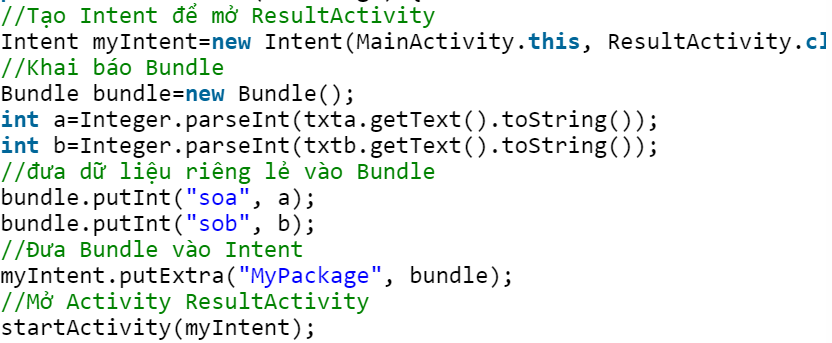 //Tạo Intent để mở ResultActivity
Intent myIntent=new Intent(MainActivity.this, ResultActivity.cl
//Khai báo Bundle
Bundle bundle=new Bundle();
int a=Integer.parseInt(txta.getText().toString());
int b=Integer.parseInt(txtb.getText().toString());
//đưa dữ liệu riêng lẻ vào Bundle
bundle.putInt("soa", a);
bundle.putInt("sob", b);
//Đưa Bundle vào Intent
myIntent.putExtra("MyPackage", bundle);
//Mở Activity ResultActivity
startActivity(myIntent);